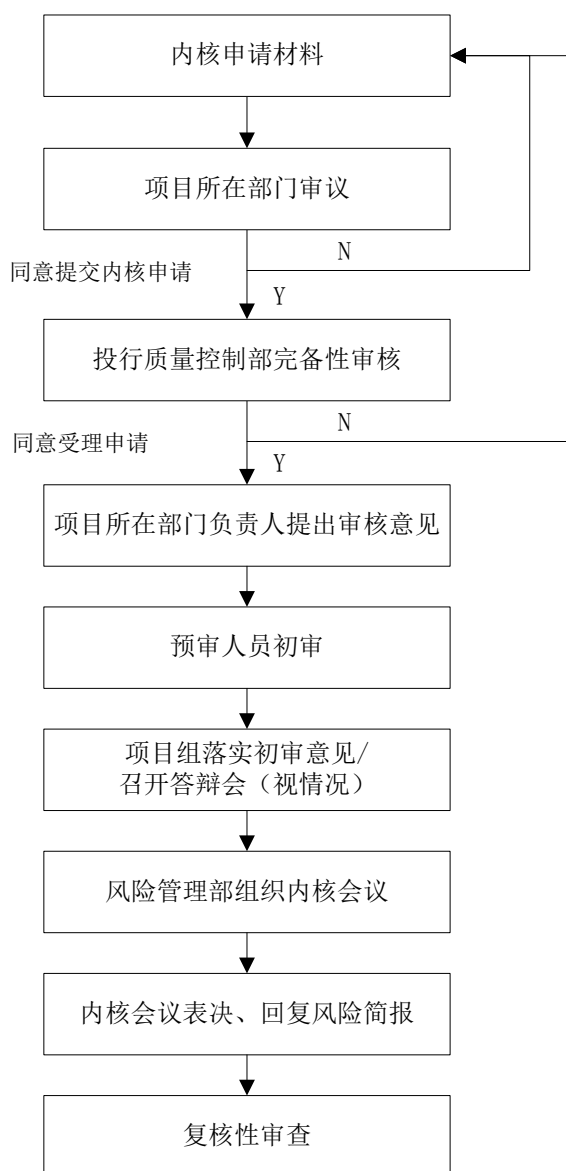 内核申请材料
项目所在部门审议
N
同意提交内核申请
Y
投行质量控制部完备性审核
N
同意受理申请
Y
项目所在部门负责人提出审核意见
预审人员初审
项目组落实初审意见/
召开答辩会（视情况）
风险管理部组织内核会议
内核会议表决、回复风险简报
复核性审查